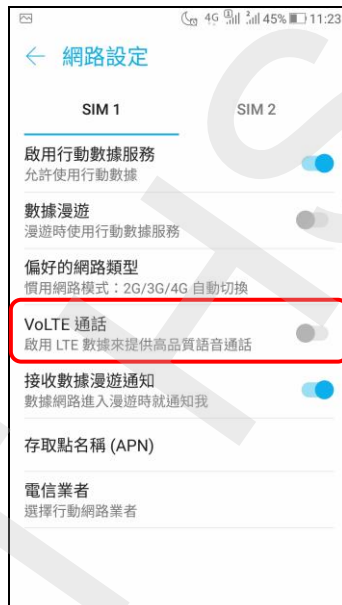 4G 45% 11:23
← 網路設定
SIM 1 SIM 2
啟用行動數據服務
允許使用行動數據
數據漫遊
漫遊時使用行動數據服務
偏好的網路類型
慣用網路模式：2G/3G/4G 自動切換
VoLTE 通話
啟用 LTE 數據來提供高品質語音通話
接收數據漫遊通知
數據網路進入漫遊時就通知我
存取點名稱 (APN)
電信業者
選擇行動網路業者